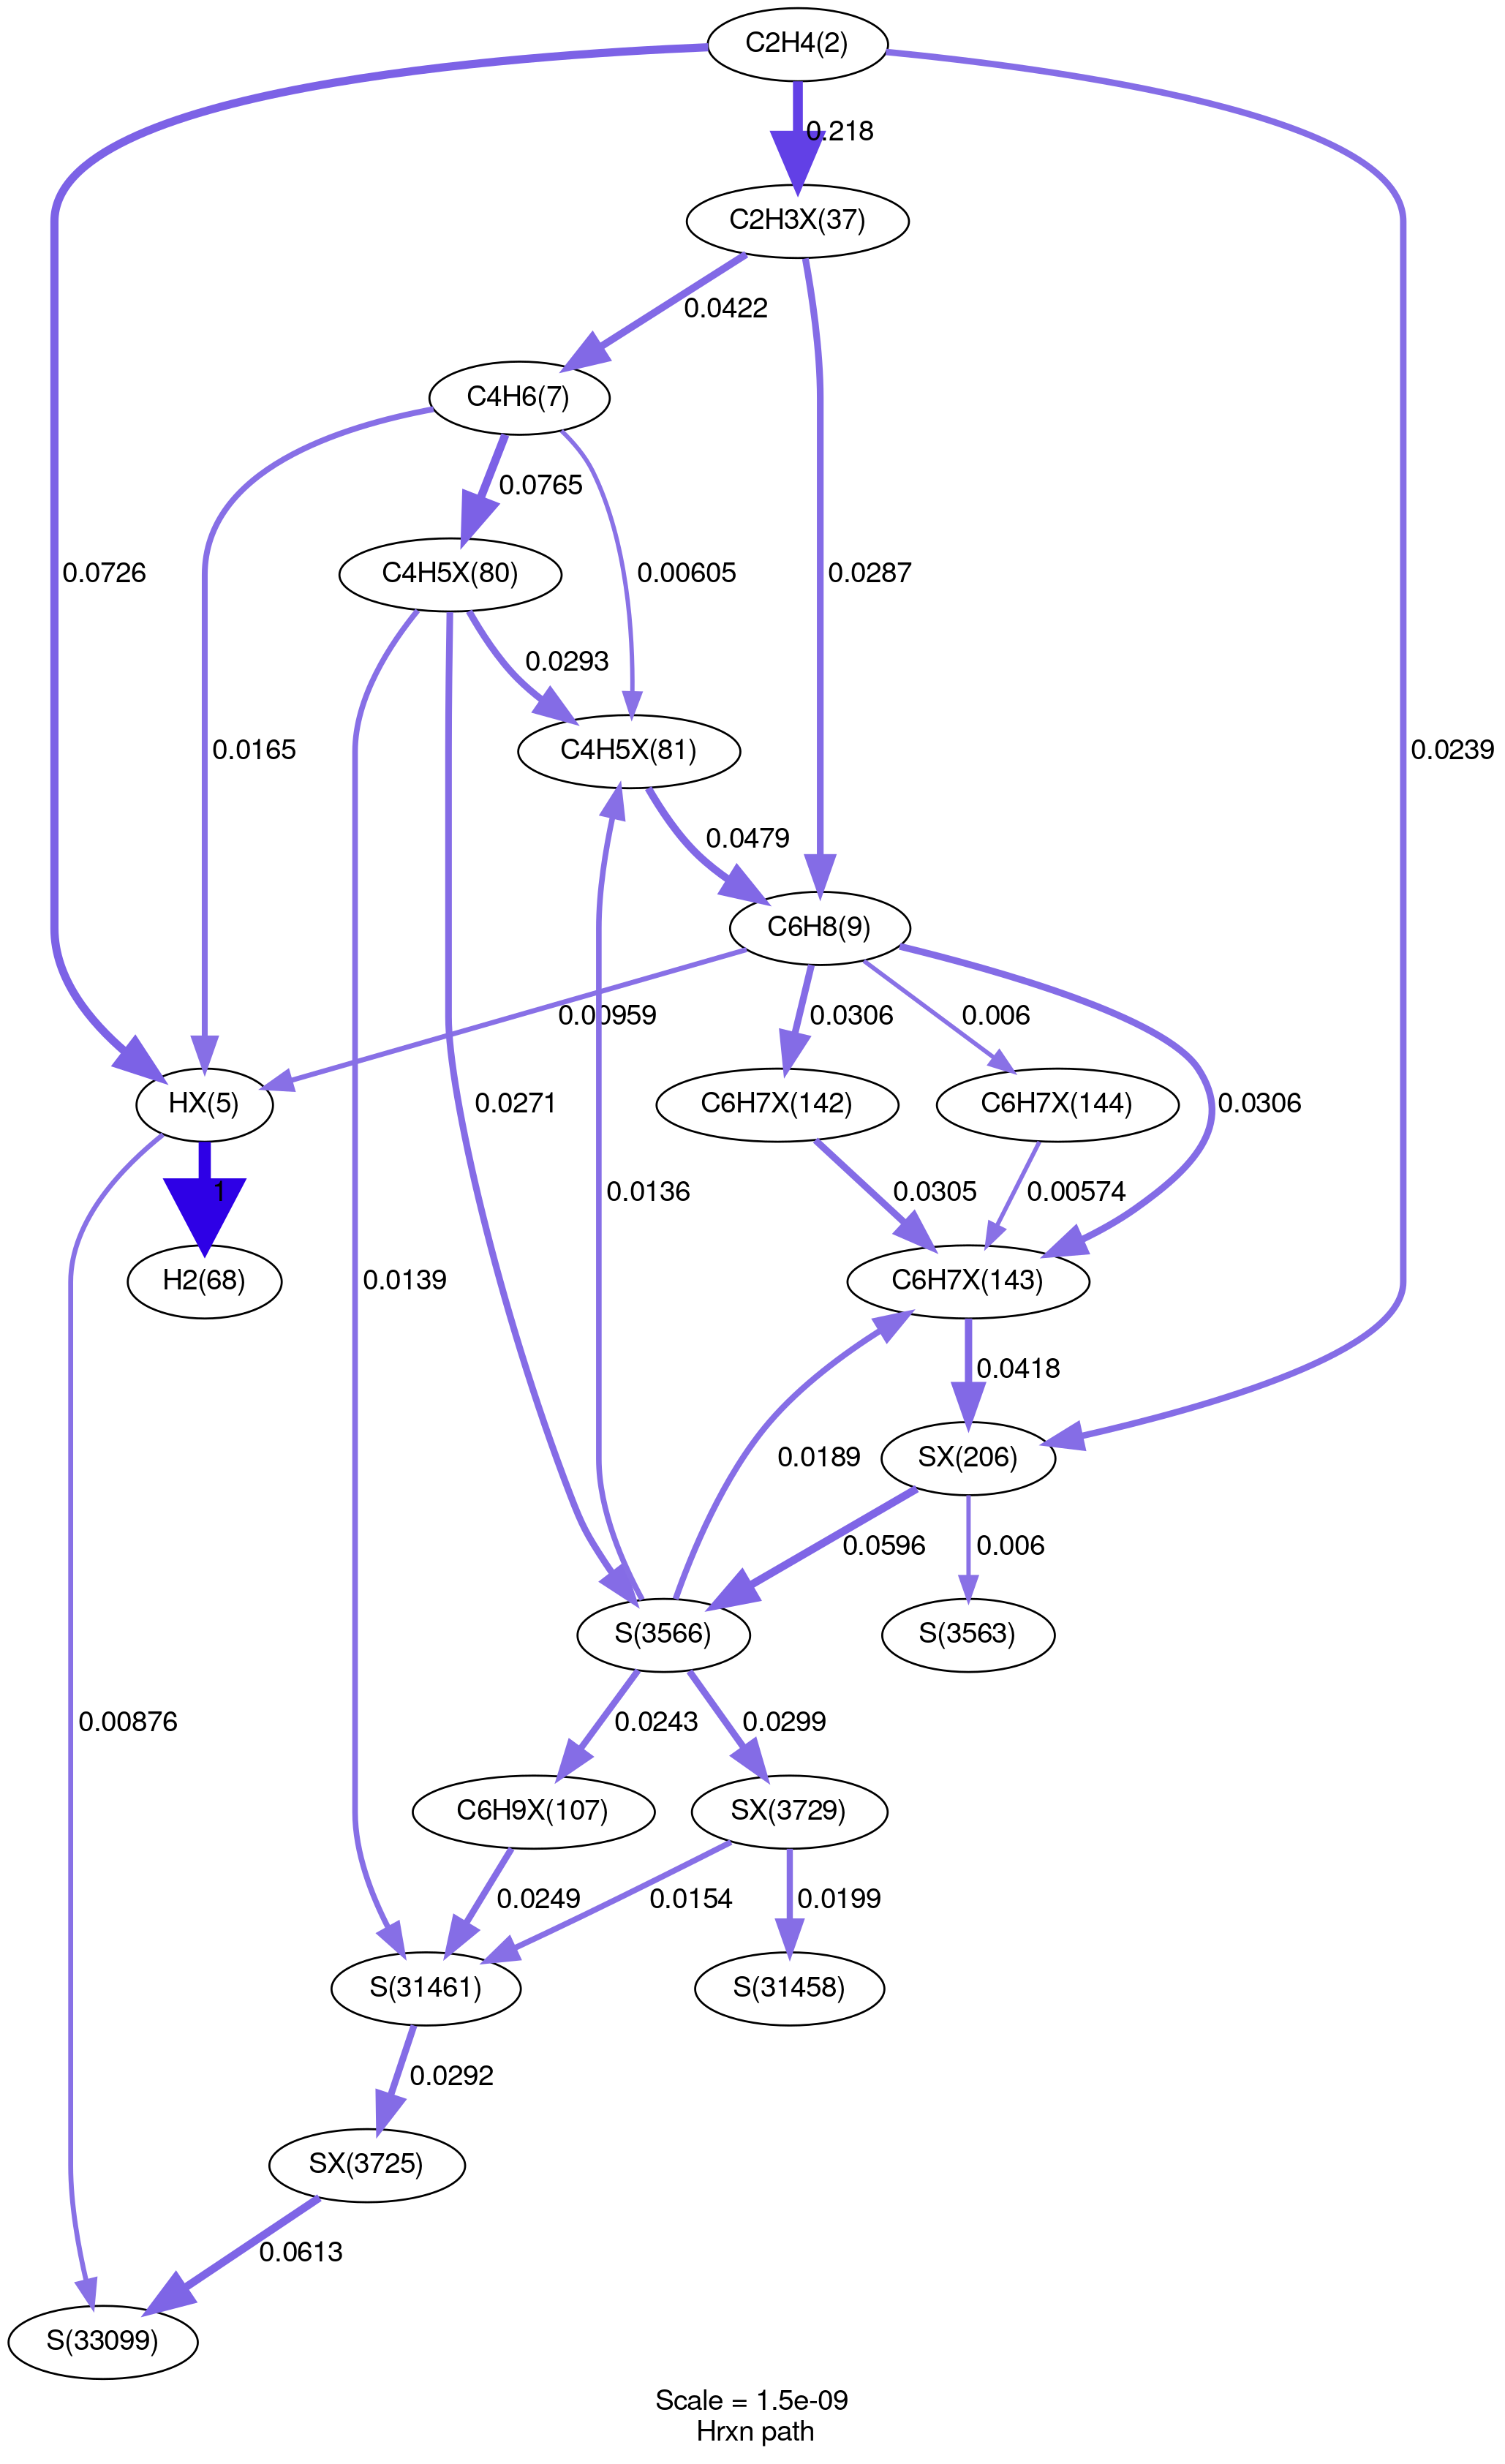 C2H4(2)
0.218
C2H3X(37)
0.0422
C4H6(7)
0.0765
C4H5X(80)
0.0726
0.00605
0.0287
0.0293
0.0165
C4H5X(81)
0.0239
0.0479
C6H8(9)
0.00959
0.0306
0.006
HX(5)
C6H7X(142)
C6H7X(144)
0.0271
0.0306
1
0.0136
0.0305
0.00574
H2(68)
0.0139
C6H7X(143)
0.0418
0.0189
SX(206)
0.0596
0.006
S(3566)
S(3563)
0.00876
0.0243
0.0299
C6H9X(107)
SX(3729)
0.0249
0.0154
0.0199
S(31461)
S(31458)
0.0292
SX(3725)
0.0613
S(33099)
Scale = 1.5e-09
Hrxn path